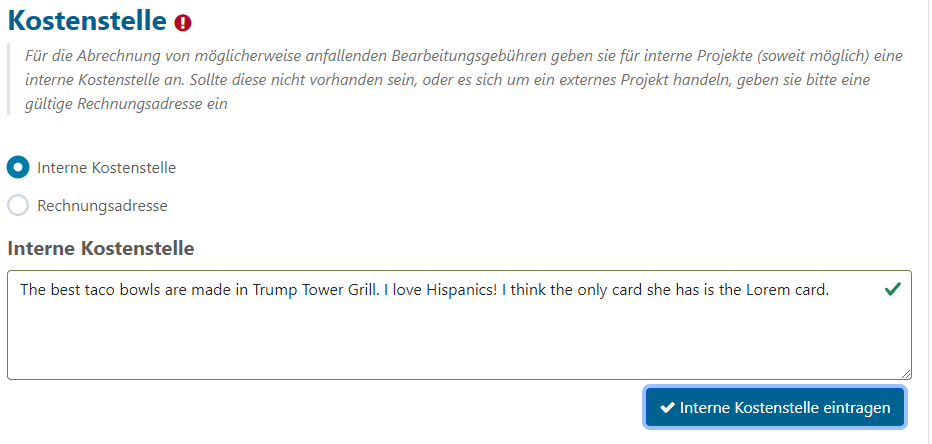 Kostenstelle
Für die Abrechnung von möglicherweise anfallenden Bearbeitungsgebühren geben sie für interne Projekte (soweit möglich) eine
interne Kostenstelle an. Sollte diese nicht vorhanden sein, oder es sich um ein externes Projekt handeln, geben sie bitte eine
gültige Rechnungsadresse ein
Interne Kostenstelle
Rechnungsadresse
Interne Kostenstelle
The best taco bowls are made in Trump Tower Grill. I love Hispanics! I think the only card she has is the Lorem card.
Interne Kostenstelle eintragen